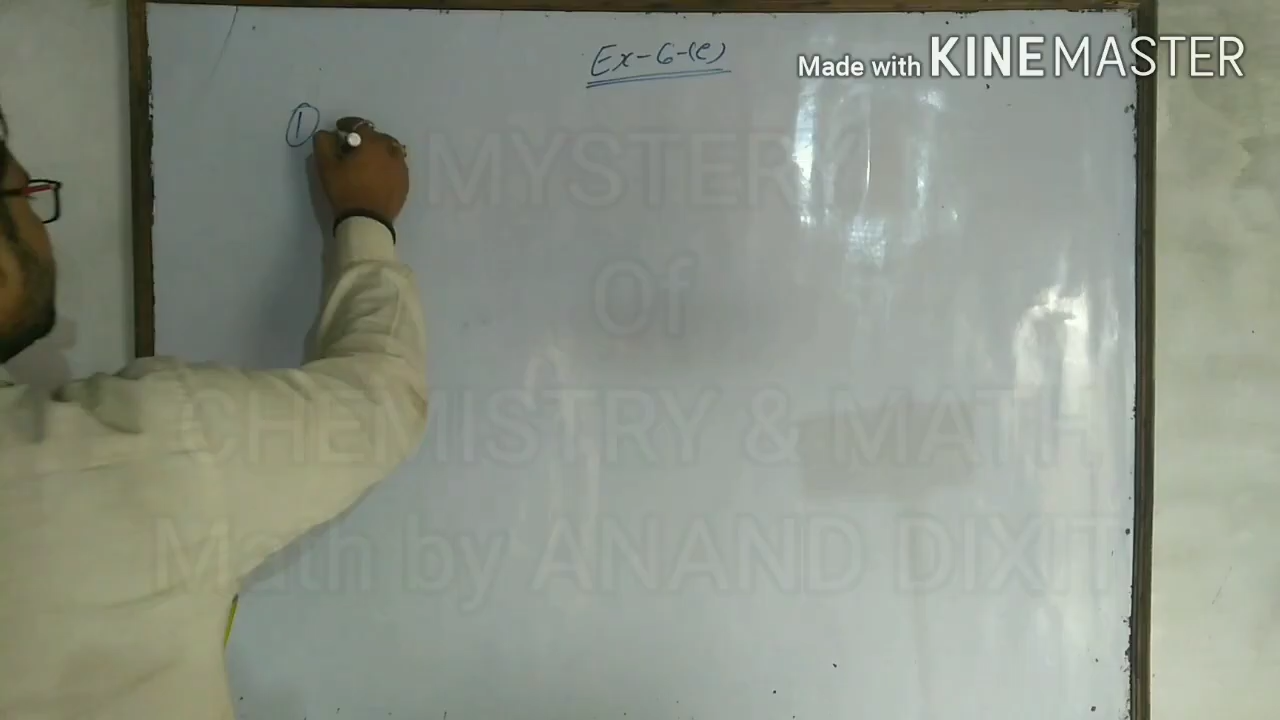 Ex-6-(e)
Made with KINEMASTER
①
MYSTERY
Of
CHEMISTRY & MATH
Math by ANAND DIXIT